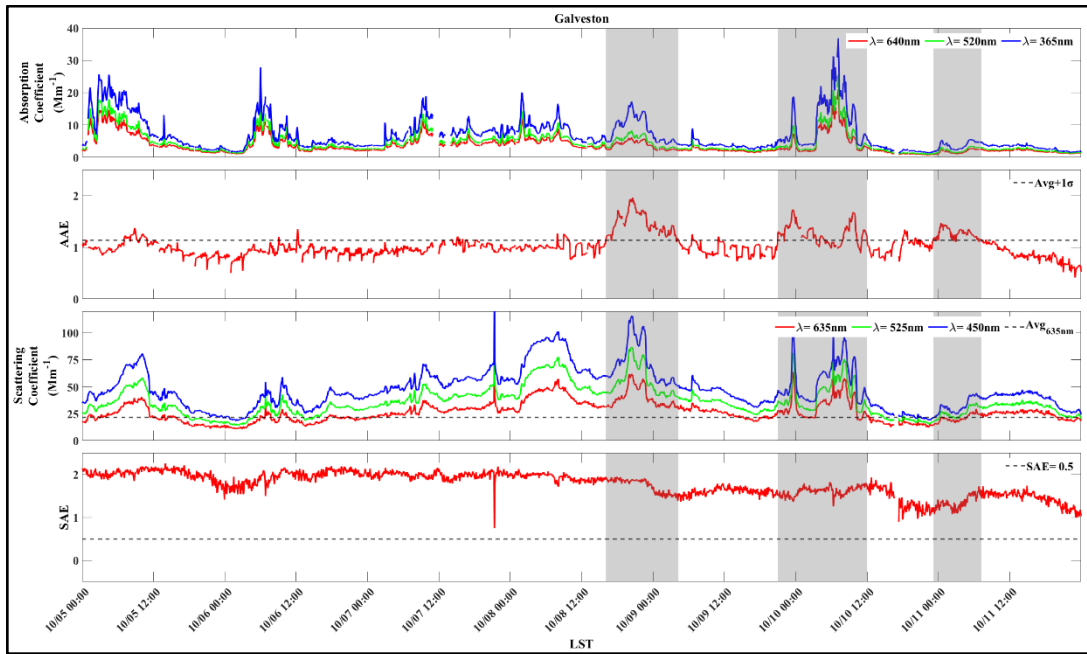 Galveston
Absorption
Coefficient
(Mm-1)
40
30
20
10
0
λ= 640nm λ= 520nm λ= 365nm
AAE
2
1
0
Avg+1σ
Scattering
Coefficient
(Mm-1)
100
75
50
25
0
λ= 635nm λ= 525nm λ= 450nm Avg635nm
SAE
2
1
0
SAE= 0.5
10/05 00:00 10/05 12:00 10/06 00:00 10/06 12:00 10/07 00:00 10/07 12:00 10/08 00:00 10/08 12:00 10/09 00:00 10/09 12:00 10/10 00:00 10/10 12:00 10/11 00:00 10/11 12:00
LST